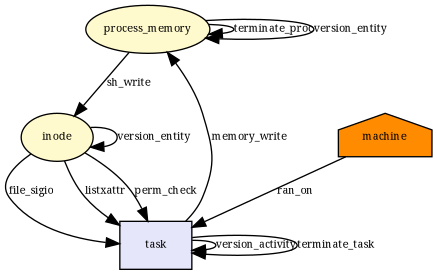 process_memory
terminate_proc
version_entity
sh_write
inode
version_entity
memory_write
machine
file_sigio
listxattr
perm_check
ran_on
task
version_activity
terminate_task